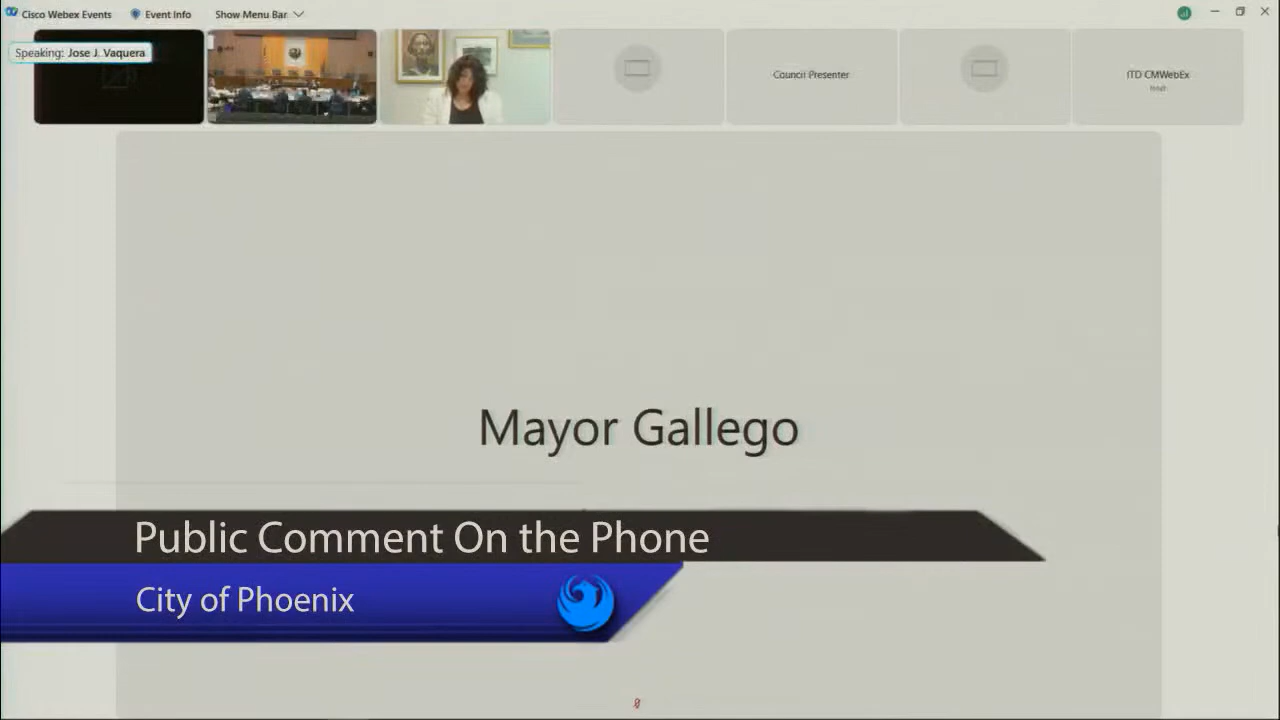 Cisco Webex Events
Event Info
Show Menu Bar
Speaking: Jose J. Vaquera
Council Presenter
ITD CMWebEx
Mayor Gallego
Public Comment On the Phone
City of Phoenix